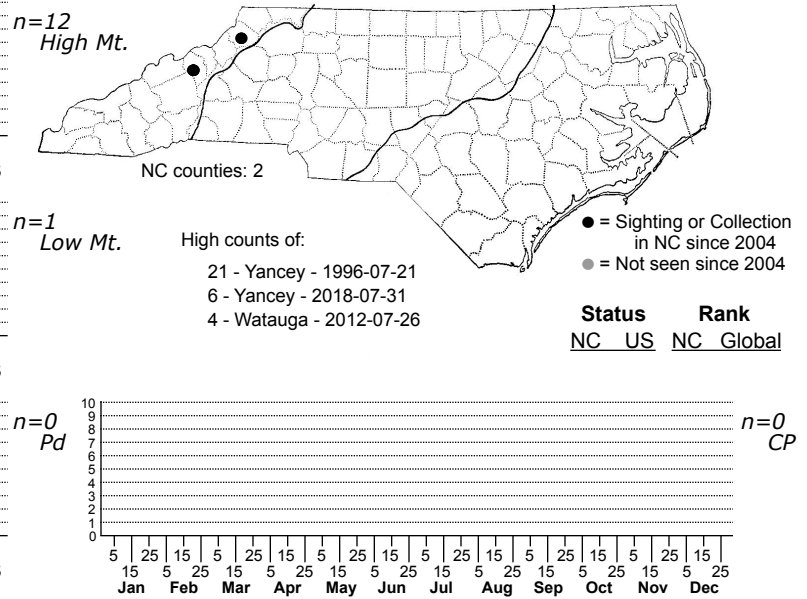 n=12
High Mt.
NC counties: 2
n=1
Low Mt.
High counts of:
21 - Yancey - 1996-07-21
6 - Yancey - 2018-07-31
4 - Watauga - 2012-07-26
= Sighting or Collection
in NC since 2004
= Not seen since 2004
Status Rank
NC US NC Global
n=0
Pd
n=0
CP
10
9
8
7
6
5
4
3
2
1
0
5 25 15 5 25 15 5 25 15 5 25 15 5 25 15 5 25 15
15 5 25 15 5 25 15 5 25 15 5 25 15 5 25 15 5 25
Jan Feb Mar Apr May Jun Jul Aug Sep Oct Nov Dec